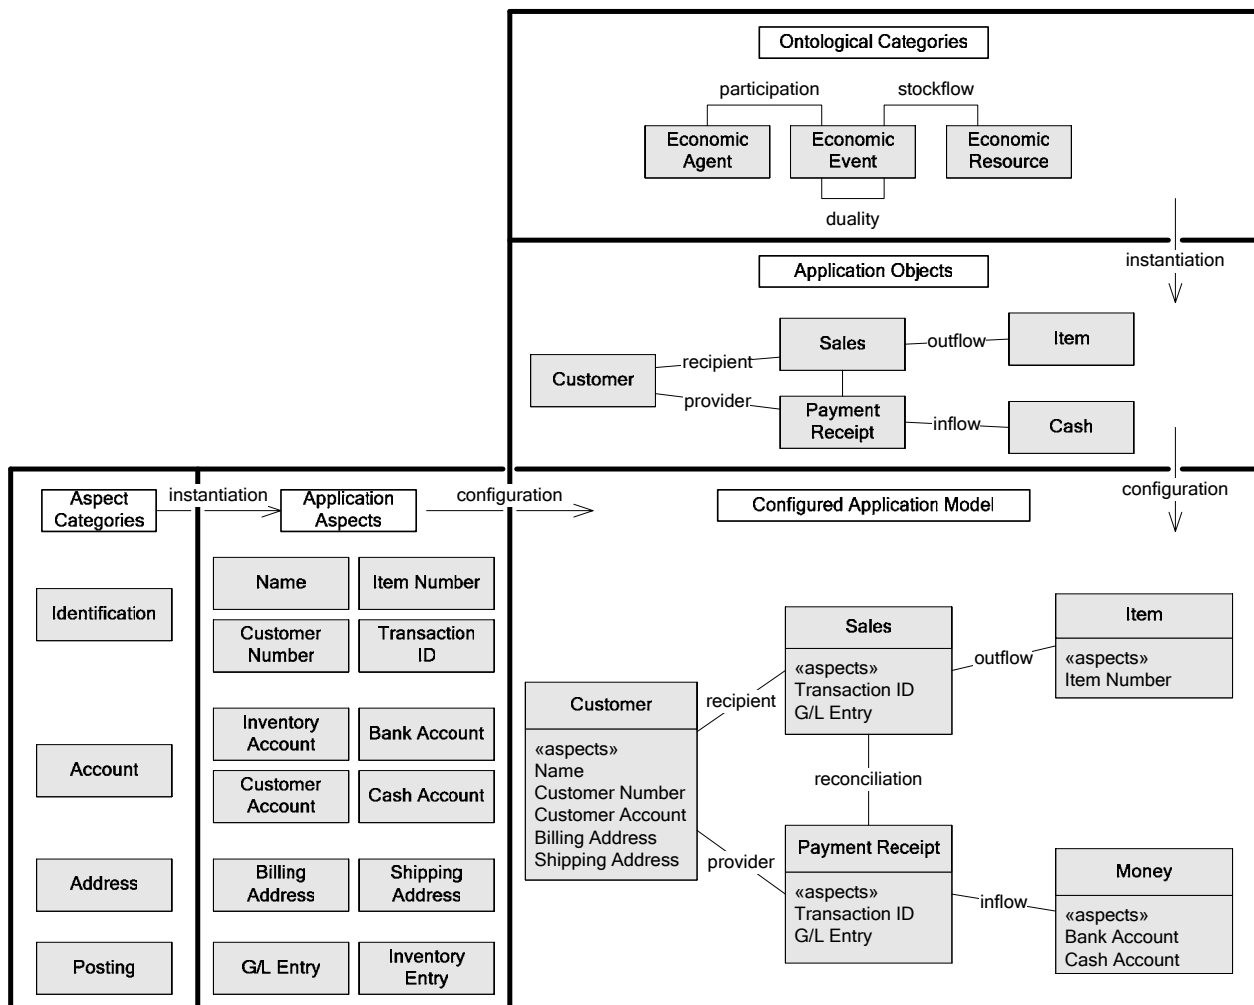 Ontological Categories
participation
stockflow
Economic
Agent
Economic
Event
Economic
Resource
duality
instantiation
Application Objects
Customer
recipient
provider
Sales
Payment
Receipt
outflow
inflow
Item
Cash
configuration
Aspect
Categories
instantiation
Application
Aspects
configuration
Configured Application Model
Identification
Account
Address
Posting
Name
Item Number
Customer
Number
Transaction
ID
Inventory
Account
Bank Account
Customer
Account
Cash Account
Billing
Address
Shipping
Address
G/L Entry
Inventory
Entry
Customer
«aspects»
Name
Customer Number
Customer Account
Billing Address
Shipping Address
recipient
provider
Sales
«aspects»
Transaction ID
G/L Entry
reconciliation
Payment Receipt
«aspects»
Transaction ID
G/L Entry
outflow
inflow
Item
«aspects»
Item Number
Money
«aspects»
Bank Account
Cash Account